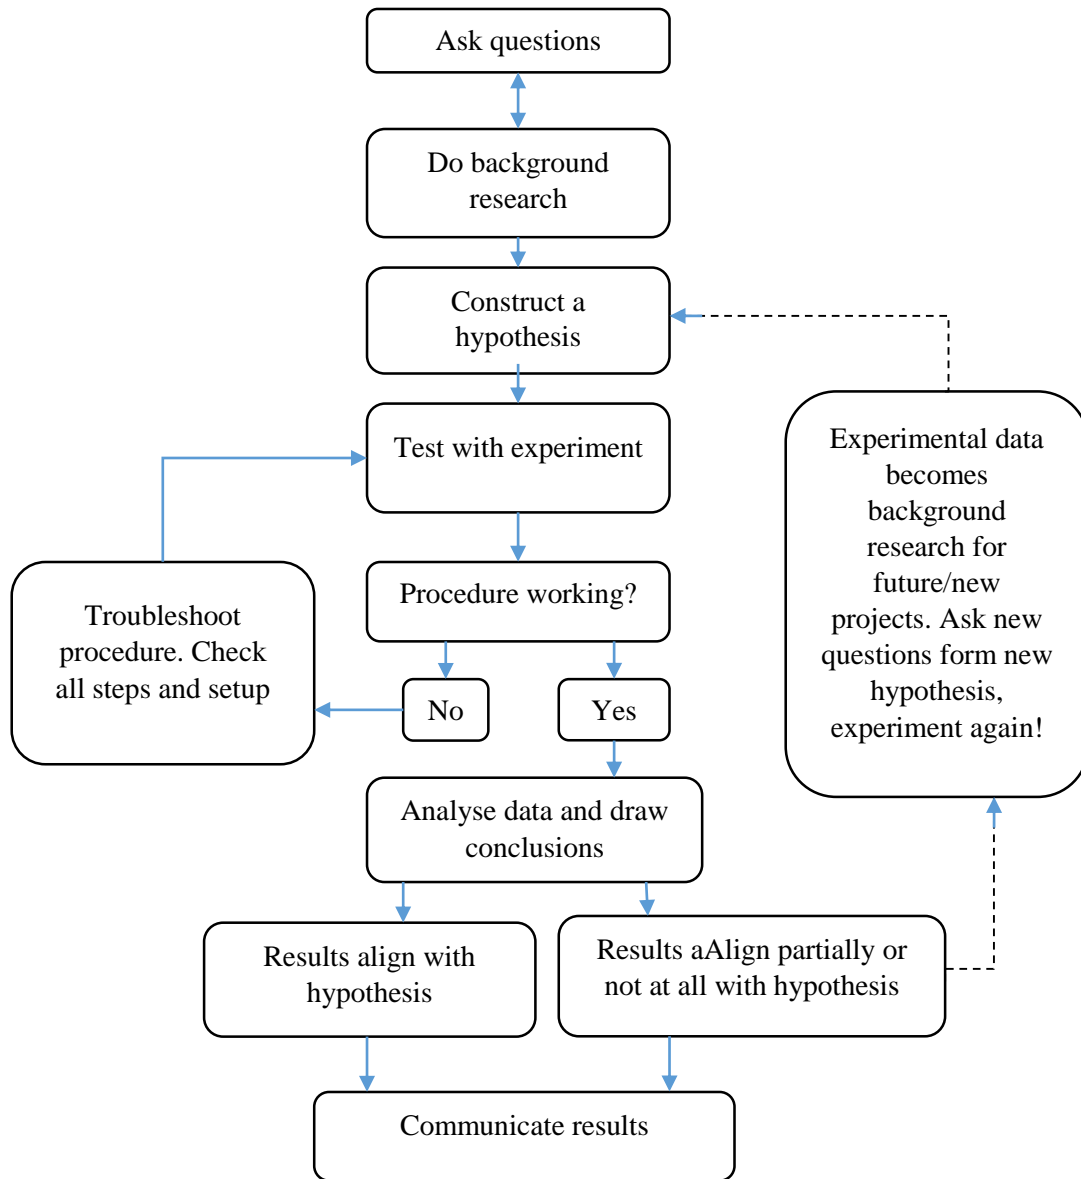 Ask questions
Do background
research
Construct a
hypothesis
Test with experiment
Procedure working?
Troubleshoot
procedure. Check
all steps and setup
No
Yes
Experimental data
becomes
background
research for
future/new
projects. Ask new
questions form new
hypothesis,
experiment again!
Analyse data and draw
conclusions
Results align with
hypothesis
Results aAlign partially or
not at all with hypothesis
Communicate results